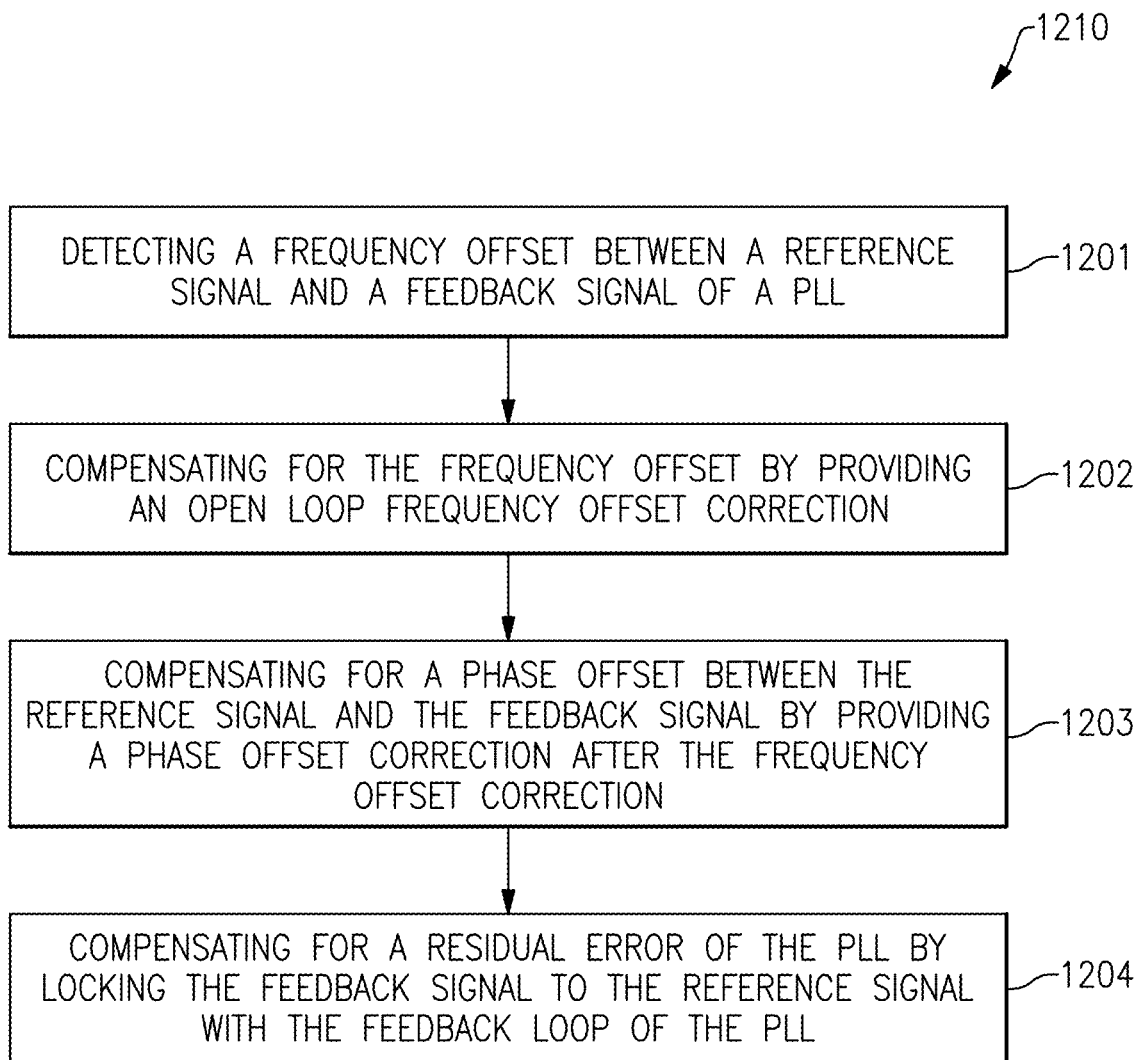 1210
DETECTING A FREQUENCY OFFSET BETWEEN A REFERENCE
SIGNAL AND A FEEDBACK SIGNAL OF A PLL
1201
COMPENSATING FOR THE FREQUENCY OFFSET BY PROVIDING
AN OPEN LOOP FREQUENCY OFFSET CORRECTION
1202
COMPENSATING FOR A PHASE OFFSET BETWEEN THE
REFERENCE SIGNAL AND THE FEEDBACK SIGNAL BY PROVIDING
A PHASE OFFSET CORRECTION AFTER THE FREQUENCY
OFFSET CORRECTION
1203
COMPENSATING FOR A RESIDUAL ERROR OF THE PLL BY
LOCKING THE FEEDBACK SIGNAL TO THE REFERENCE SIGNAL
WITH THE FEEDBACK LOOP OF THE PLL
1204